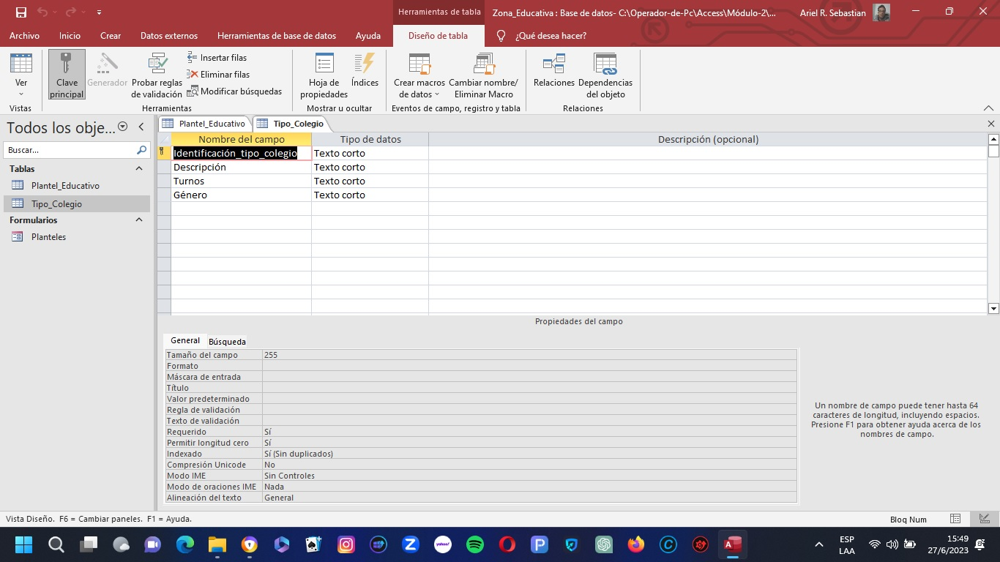 Herramientas de tabla
Zona_Educativa : Base de datos- C:\Operador-de-Pc\Access\Módulo-2\...
Ariel R. Sebastian
Archivo
Inicio
Crear
Datos externos
Herramientas de base de datos
Ayuda
Diseño de tabla
¿Qué desea hacer?
Ver
Clave
principal
Generador
Probar reglas
de validación
Insertar filas
Eliminar filas
Modificar búsquedas
Hoja de
propiedades
Índices
Crear macros
de datos
Cambiar nombre/
Eliminar Macro
Relaciones
Dependencias
del objeto
Vistas
Herramientas
Mostrar u ocultar
Eventos de campo, registro y tabla
Relaciones
Todos los obje...
Buscar...
Tablas
Plantel_Educativo
Tipo_Colegio
Formularios
Planteles
Plantel_Educativo
Tipo_Colegio
Nombre del campo
Tipo de datos
Descripción (opcional)
Identificación_tipo_colegio
Texto corto
Descripción
Texto corto
Turnos
Texto corto
Género
Texto corto
Propiedades del campo
General
Búsqueda
Tamaño del campo
255
Formato
Máscara de entrada
Título
Valor predeterminado
Regla de validación
Texto de validación
Requerido
Sí
Permitir longitud cero
Sí
Indexado
Sí (Sin duplicados)
Compresión Unicode
No
Modo IME
Sin Controles
Modo de oraciones IME
Nada
Alineación del texto
General
Un nombre de campo puede tener hasta 64
caracteres de longitud, incluyendo espacios.
Presione F1 para obtener ayuda acerca de los
nombres de campo.
Vista Diseño.  F6 = Cambiar paneles.  F1 = Ayuda.
Bloq Num
yahoo!
ESP
LAA
15:49
27/6/2023